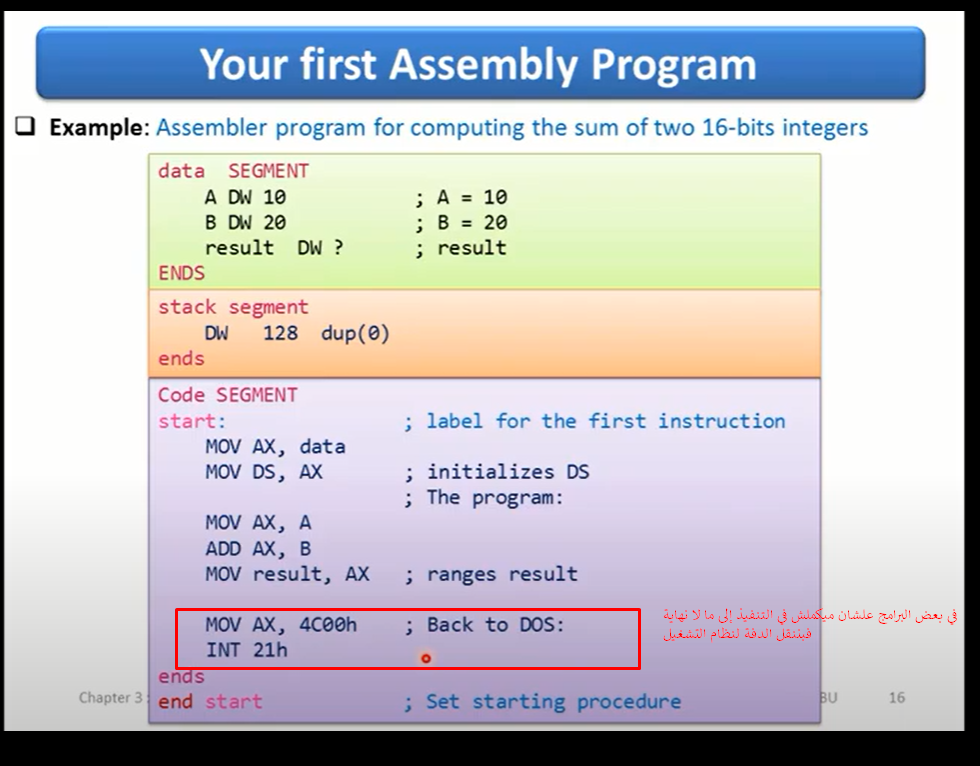 Your first Assembly Program
❑ Example: Assembler program for computing the sum of two 16-bits integers
data SEGMENT
A DW 10 ; A = 10
B DW 20 ; B = 20
result DW ? ; result
ENDS
stack segment
DW 128 dup(0)
ends
Code SEGMENT
start: ; label for the first instruction
MOV AX, data
MOV DS, AX ; initializes DS
; The program:
MOV AX, A
ADD AX, B
MOV result, AX ; ranges result
MOV AX, 4C00h ; Back to DOS:
INT 21h
في بعض البرامج علشان ميكملش في التنفيذ إلى ما لا نهاية
فبننقل الدفة لنظام التشغيل
ends
end start ; Set starting procedure
Chapter 3 :
BU 16